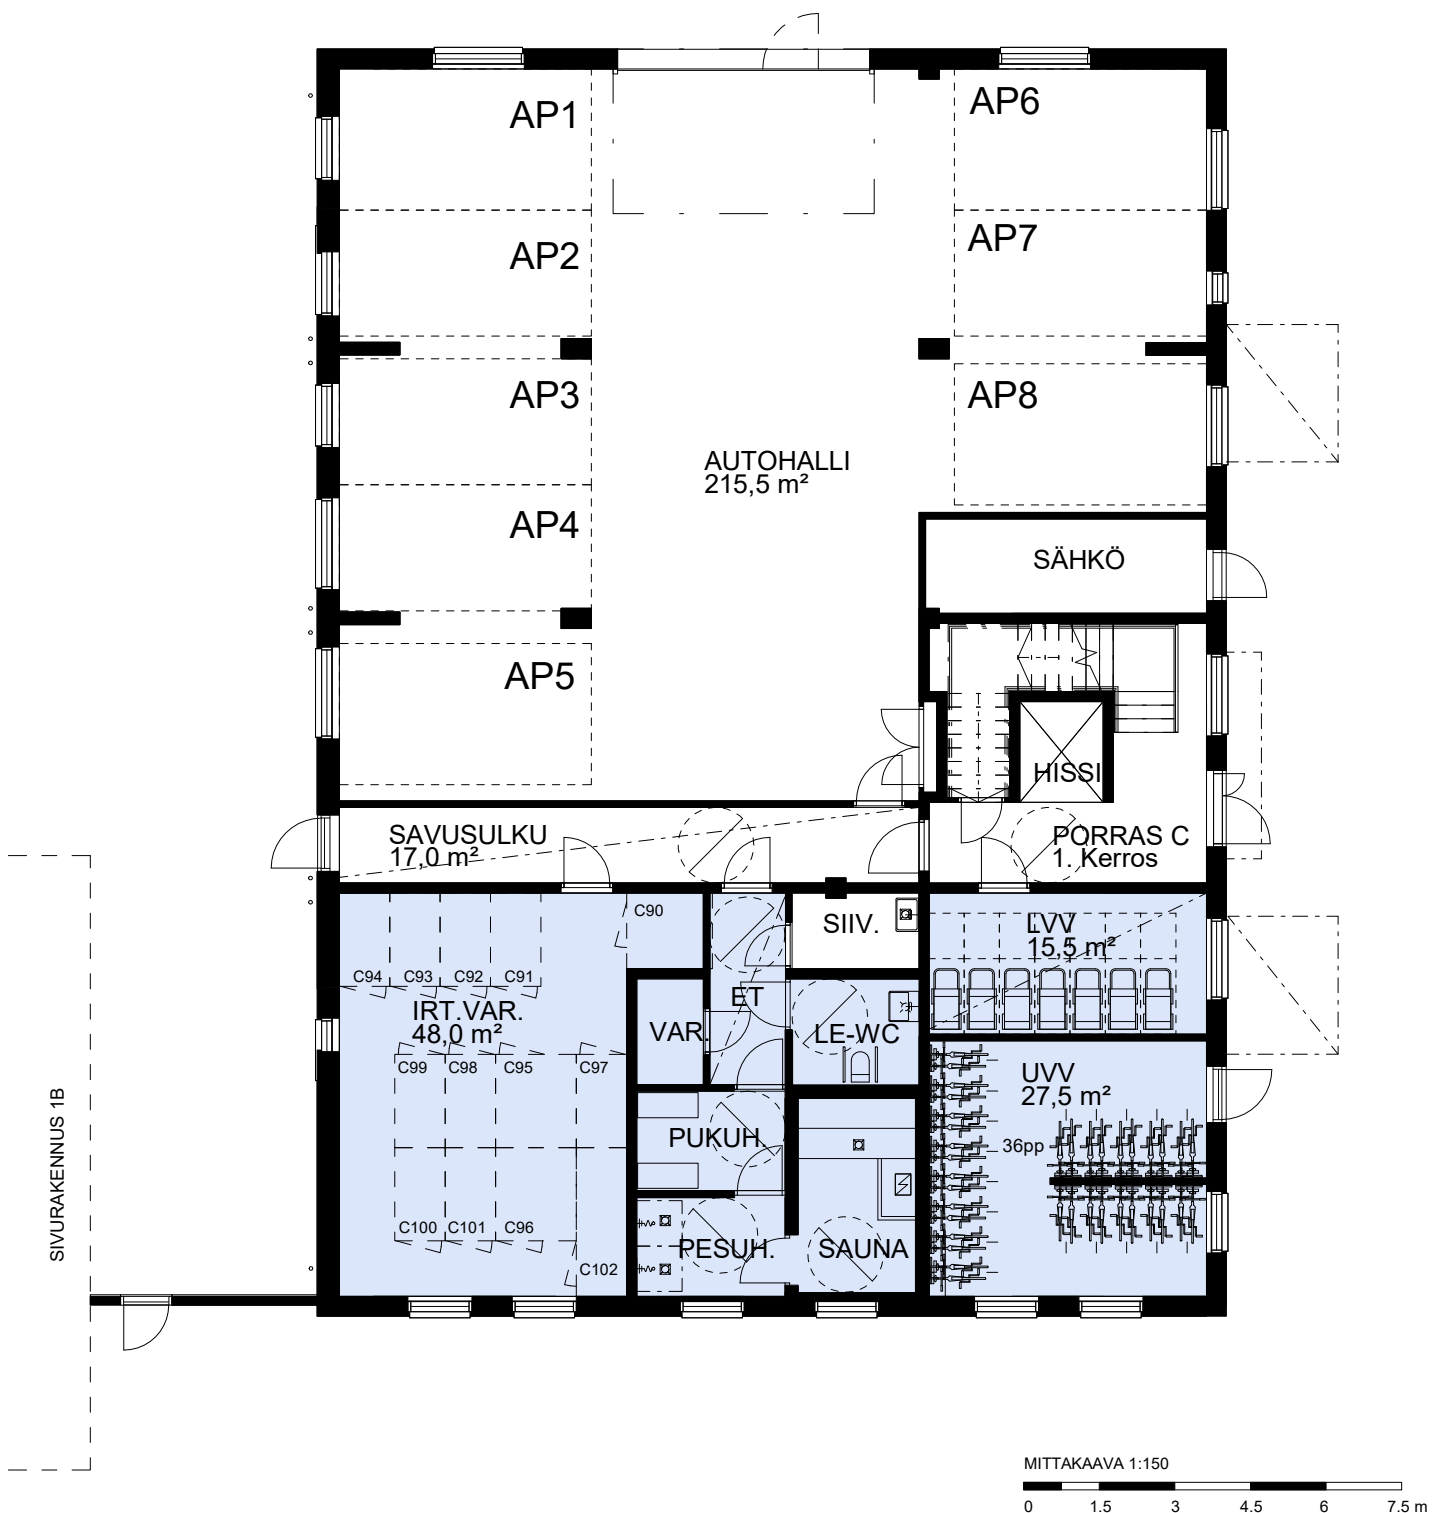 AP1
AP6
AP2
AP7
AP3
AP8
AUTOHALLI
215,5 m²
AP4
SÄHKÖ
AP5
HISSI
SAVUSULKU
17,0 m²
PORRAS C
1. Kerros
C90
SIIV.
LVV
15,5 m²
C94 C93 C92 C91
ET
IRT.VAR.
48,0 m²
VAR.
LE-WC
C99 C98 C95 C97
UVV
27,5 m²
36pp
PUKUH.
SIVURAKENNUS 1B
C100 C101 C96
PESUH.
SAUNA
C102
MITTAKAAVA 1:150
0 1.5 3 4.5 6 7.5 m